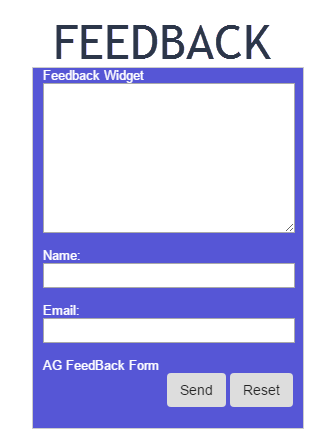 FEEDBACK
Feedback Widget
Name:
Email:
AG FeedBack Form
Send Reset